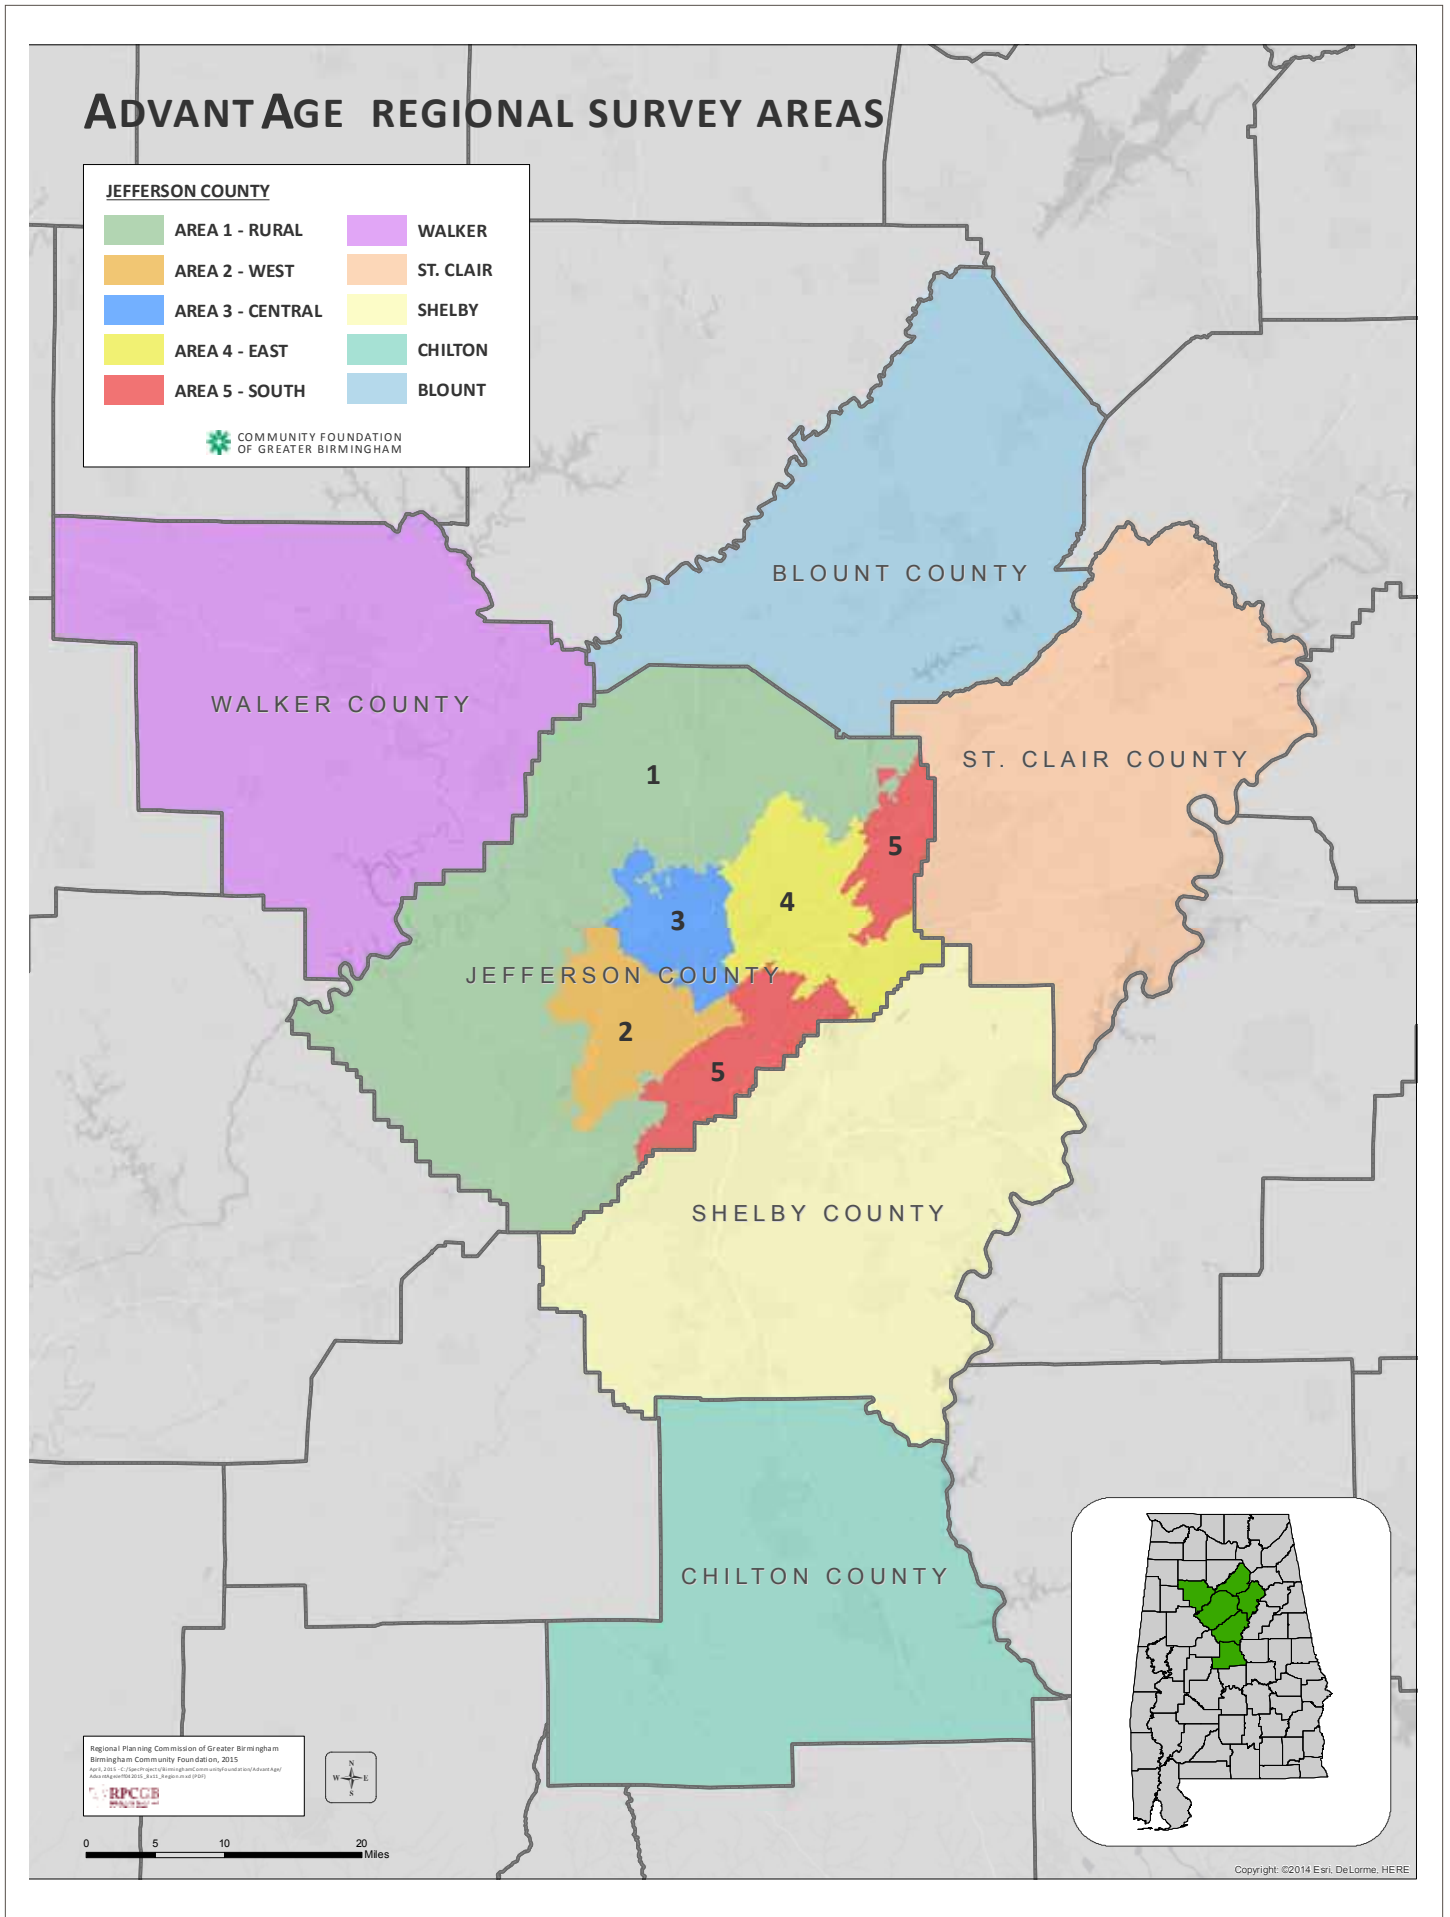 ADVANTAGE REGIONAL SURVEY AREAS
JEFFERSON COUNTY
AREA 1 - RURAL
AREA 2 - WEST
AREA 3 - CENTRAL
AREA 4 - EAST
AREA 5 - SOUTH
WALKER
ST. CLAIR
SHELBY
CHILTON
BLOUNT
COMMUNITY FOUNDATION
OF GREATER BIRMINGHAM
BLOUNT COUNTY
WALKER COUNTY
ST. CLAIR COUNTY
1
5
4
3
JEFFERSON COUNTY
2
5
SHELBY COUNTY
CHILTON COUNTY
Regional Planning Commission of Greater Birmingham
Birmingham Community Foundation, 2015
RPCGB
N
W E
S
0 5 10 20
Miles
Copyright: ©2014 Esri, DeLorme, HERE